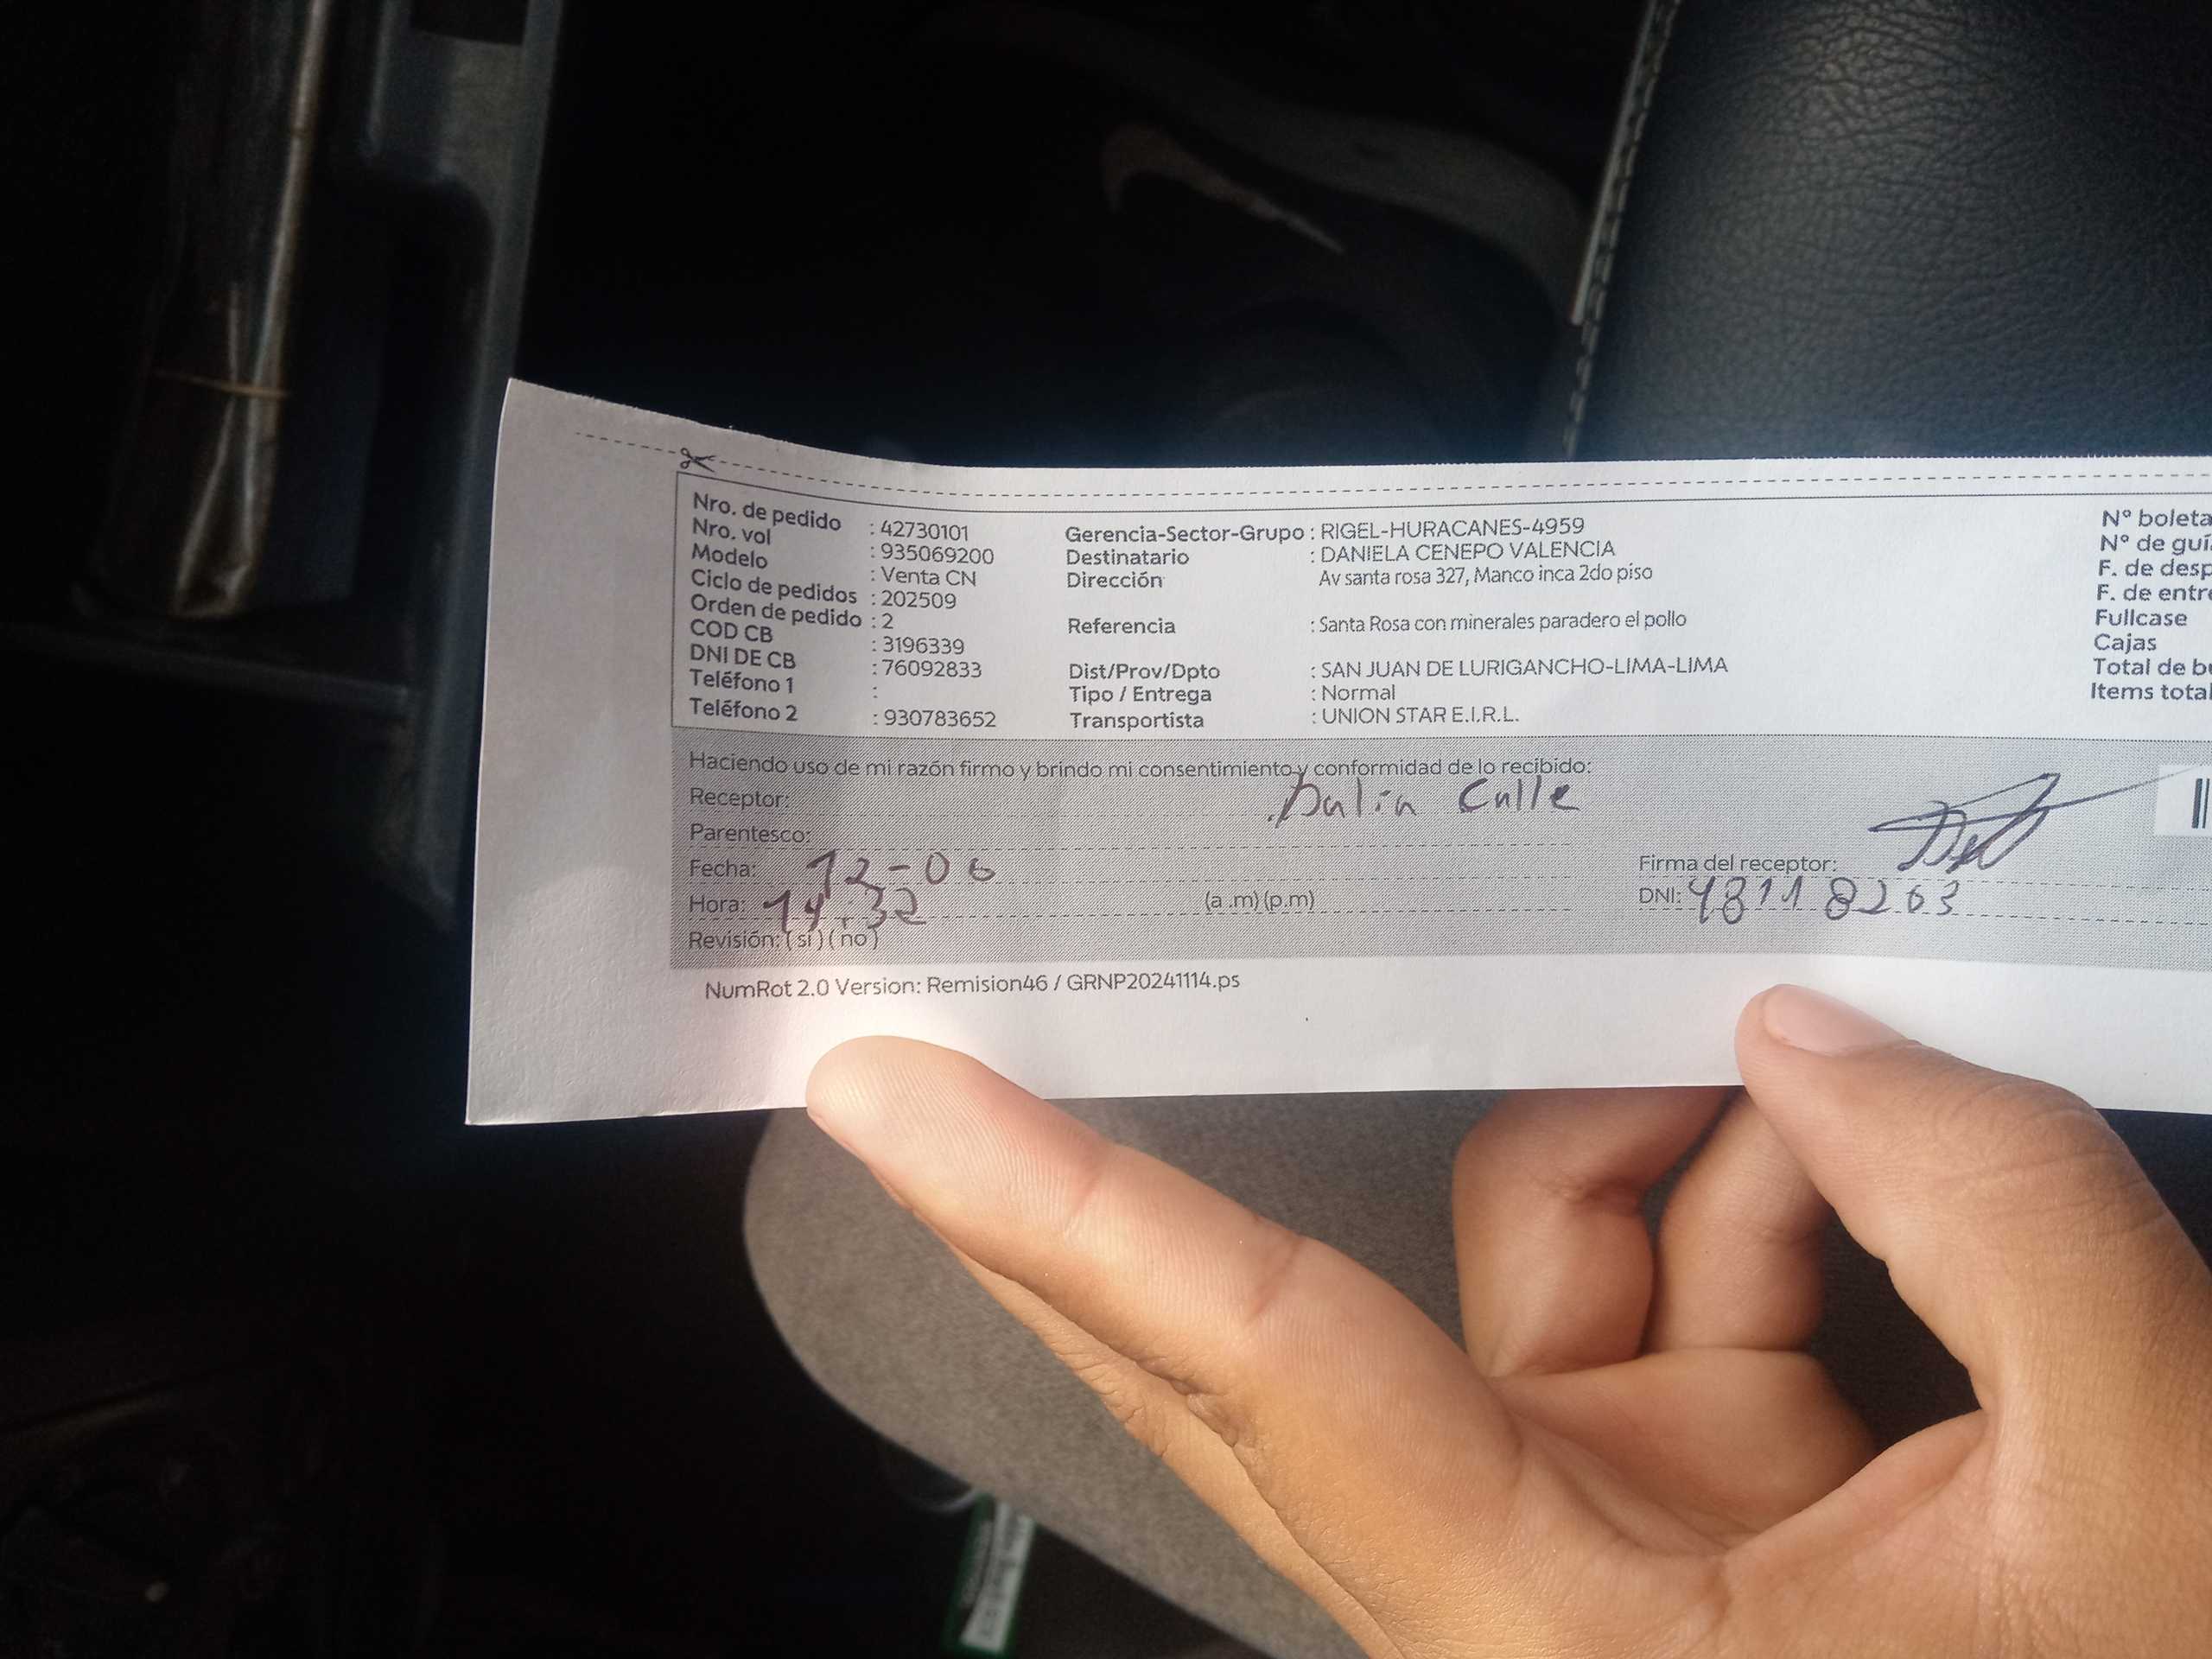 Nro. de pedido : 42730101
Nro. vol : 935069200
Modelo : Venta CN
Ciclo de pedidos : 202509
Orden de pedido : 2
COD CB : 3196339
DNI DE CB : 76092833
Teléfono 1 :
Teléfono 2 : 930783652
Gerencia-Sector-Grupo : RIGEL-HURACANES-4959
Destinatario : DANIELA CENEPO VALENCIA
Dirección Av santa rosa 327, Manco inca 2do piso
Referencia : Santa Rosa con minerales paradero el pollo
Dist/Prov/Dpto : SAN JUAN DE LURIGANCHO-LIMA-LIMA
Tipo / Entrega : Normal
Transportista : UNION STAR E.I.R.L.
N° boleta
N° de guí
F. de desp
F. de entre
Fullcase
Cajas
Total de bu
Items total
Haciendo uso de mi razón firmo y brindo mi consentimiento y conformidad de lo recibido:
Receptor: Dalia Calle
Parentesco:
Fecha: 12-06
Hora: 14:32 (a .m) (p.m)
Revisión: ( si ) ( no )
Firma del receptor:
DNI: 48118263
NumRot 2.0 Version: Remision46 / GRNP20241114.ps